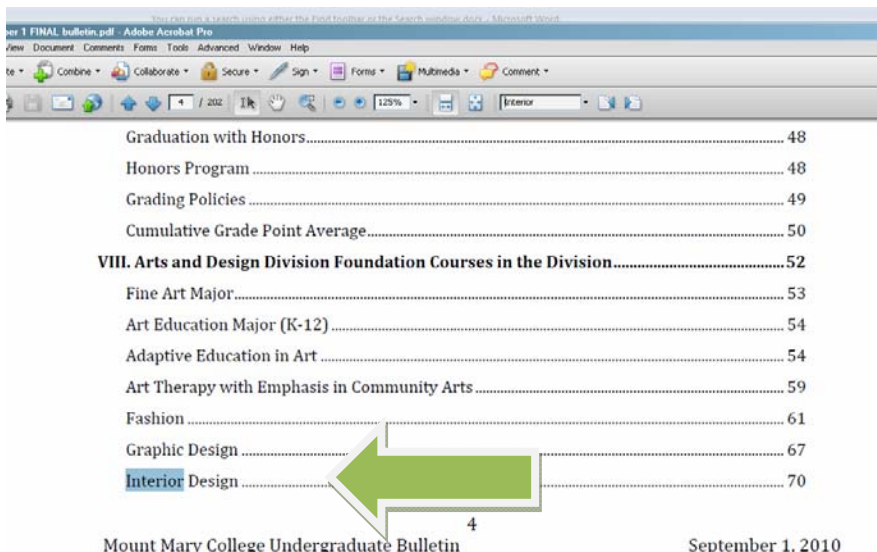 You can run a search using either the Find toolbar or the Search window.docx - Microsoft Word
er 1 FINAL bulletin.pdf - Adobe Acrobat Pro
View Document Comments Forms Tools Advanced Window Help
te Combine Collaborate Secure Sign Forms Multimedia Comment
4 / 202 125% Interior
Graduation with Honors 48
Honors Program 48
Grading Policies 49
Cumulative Grade Point Average 50
VIII. Arts and Design Division Foundation Courses in the Division 52
Fine Art Major 53
Art Education Major (K-12) 54
Adaptive Education in Art 54
Art Therapy with Emphasis in Community Arts 59
Fashion 61
Graphic Design 67
Interior Design 70
4
Mount Mary College Undergraduate Bulletin September 1, 2010